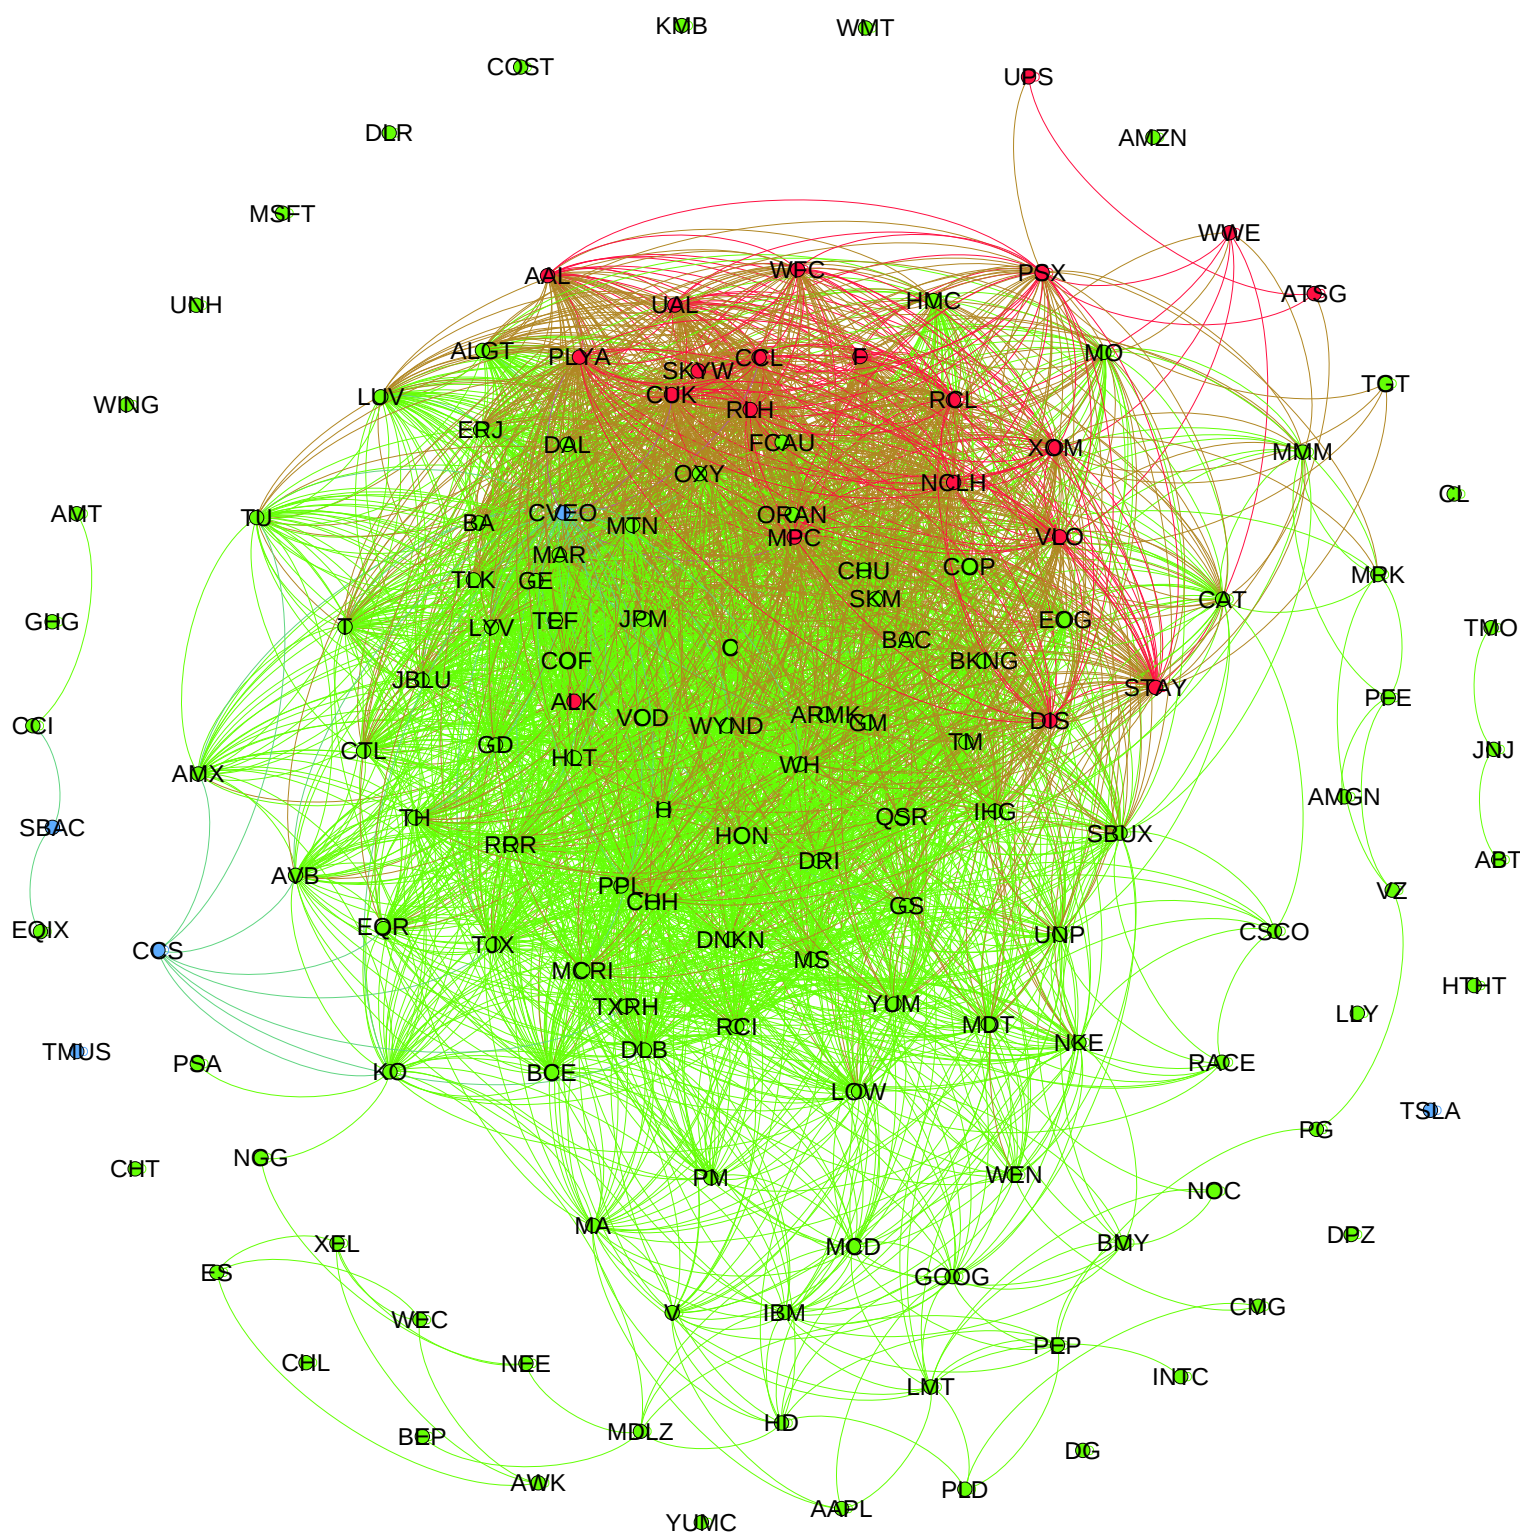 KMB
WMT
COST
UPS
DLR
AMZN
MSFT
WWE
AAL
WFC
PSX
ATSG
UNH
UAL
HMC
ALGT
PLYA
CCL
F
MO
SKYW
TGT
LUV
CUK
RCL
WING
RLH
ERJ
DAL
FCAU
XOM
MMM
OXY
NCLH
CL
AMT
TU
BA
CVEO
MTN
ORAN
MPC
VLO
MAR
COP
CHU
MRK
TLK
GE
SKM
CAT
GHG
T
LYV
TEF
JPM
EOG
TMO
BAC
O
COF
BKNG
JBLU
STAY
PFE
ALK
VOD
WYND
ARMK
GM
DIS
CCI
CTL
GD
HLT
TM
JNJ
WH
AMX
AMGN
SBAC
TH
H
QSR
IHG
SBUX
HON
RRR
DRI
ABT
AVB
PPL
CHH
GS
VZ
EQIX
CCS
EQR
TJX
DNKN
UNP
CSCO
MS
MCRI
HTHT
TXRH
YUM
LLY
RCI
MDT
TMUS
PSA
DLB
NKE
RACE
KO
BCE
LOW
TSLA
PG
CHT
NGG
PM
WEN
NOC
MA
DPZ
XEL
MCD
BMY
ES
GOOG
CMG
WEC
V
IBM
CHL
NEE
PEP
INTC
LMT
BEP
MDLZ
HD
DG
AWK
PLD
AAPL
YUMC